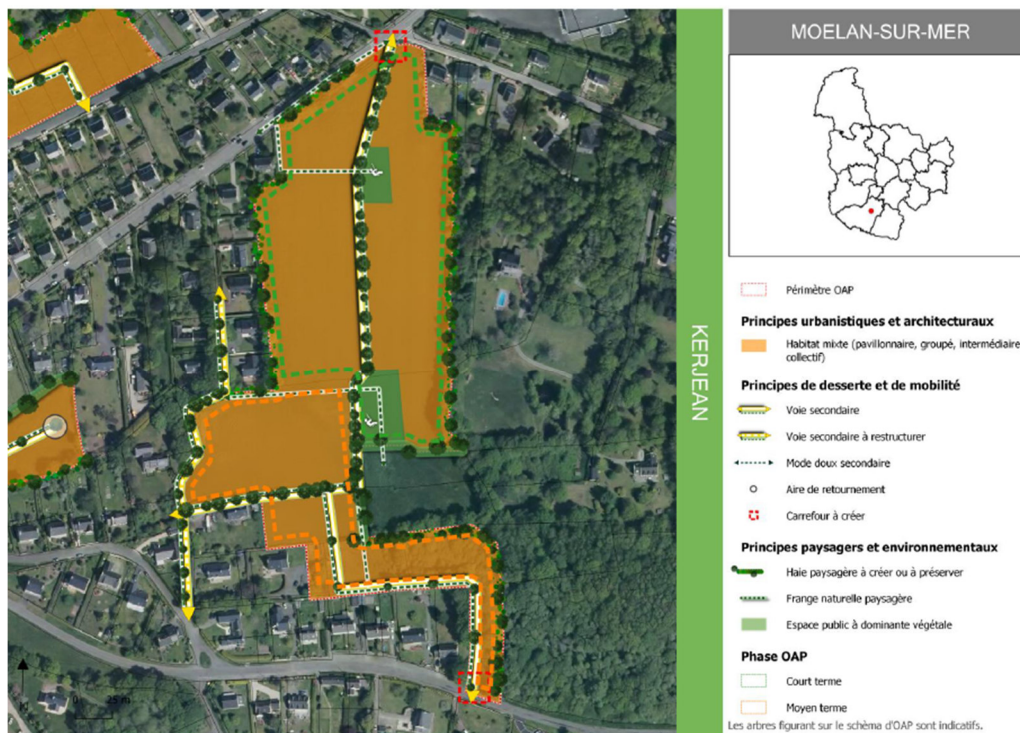 MOELAN-SUR-MER
KERJEAN
Périmètre OAP
Principes urbanistiques et architecturaux
Habitat mixte (pavillonnaire, groupé, intermédiaire
collectif)
Principes de desserte et de mobilité
Voie secondaire
Voie secondaire à restructurer
Mode doux secondaire
Aire de retournement
Carrefour à créer
Principes paysagers et environnementaux
Haie paysagère à créer ou à préserver
Frange naturelle paysagère
Espace public à dominante végétale
Phase OAP
Court terme
Moyen terme
Les arbres figurant sur le schèma d'OAP sont indicatifs.